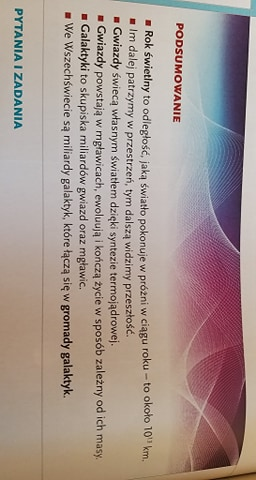 PODSUMOWANIE
■ Rok świetlny to odległość, jaką światło pokonuje w próżni w ciągu roku – to około 10¹³ km.
■ Im dalej patrzymy w przestrzeń, tym dalszą widzimy przeszłość.
■ Gwiazdy świecą własnym światłem dzięki syntezie termojądrowej.
■ Gwiazdy powstają w mgławicach, ewoluują i kończą życie w sposób zależny od ich masy.
■ Galaktyki to skupiska miliardów gwiazd oraz mgławic.
■ We Wszechświecie są miliardy galaktyk, które łączą się w gromady galaktyk.
PYTANIA I ZADANIA